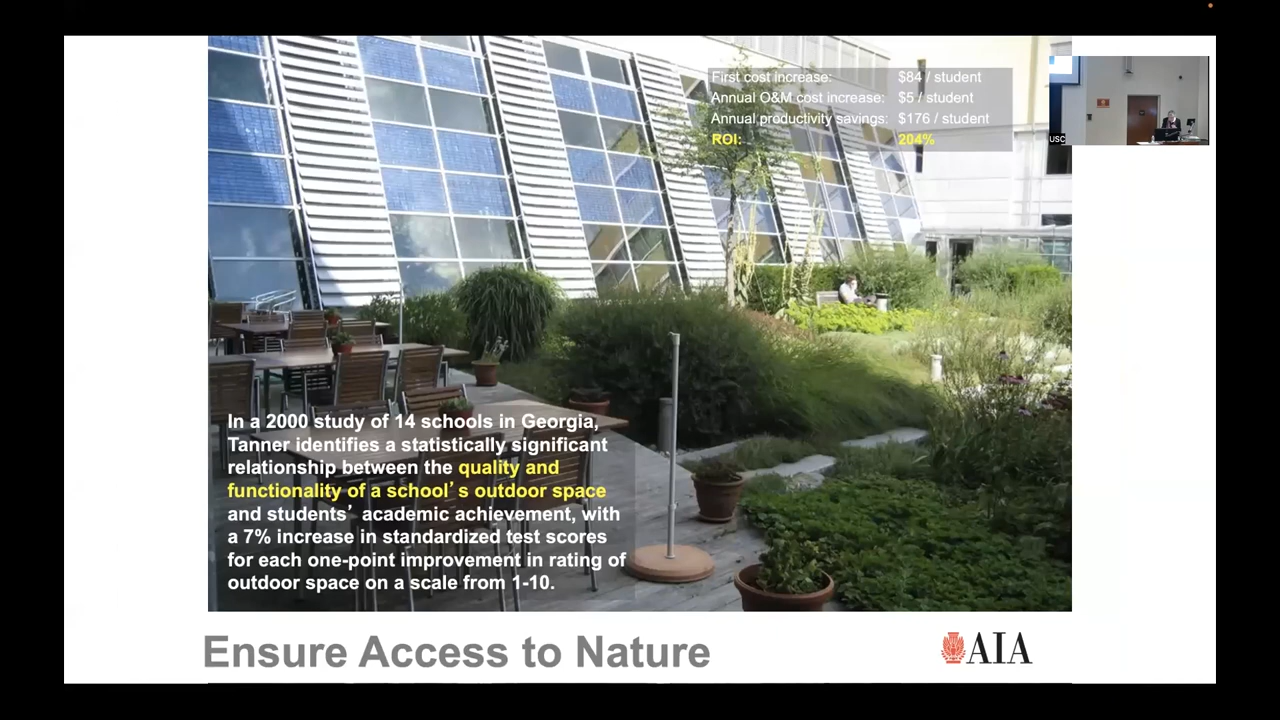 First cost increase: $84 / student
Annual O&M cost increase: $5 / student
Annual productivity savings: $176 / student
ROI: 204%
USC
In a 2000 study of 14 schools in Georgia,
Tanner identifies a statistically significant
relationship between the quality and
functionality of a school’s outdoor space
and students’ academic achievement, with
a 7% increase in standardized test scores
for each one-point improvement in rating of
outdoor space on a scale from 1-10.
Ensure Access to Nature
AIA